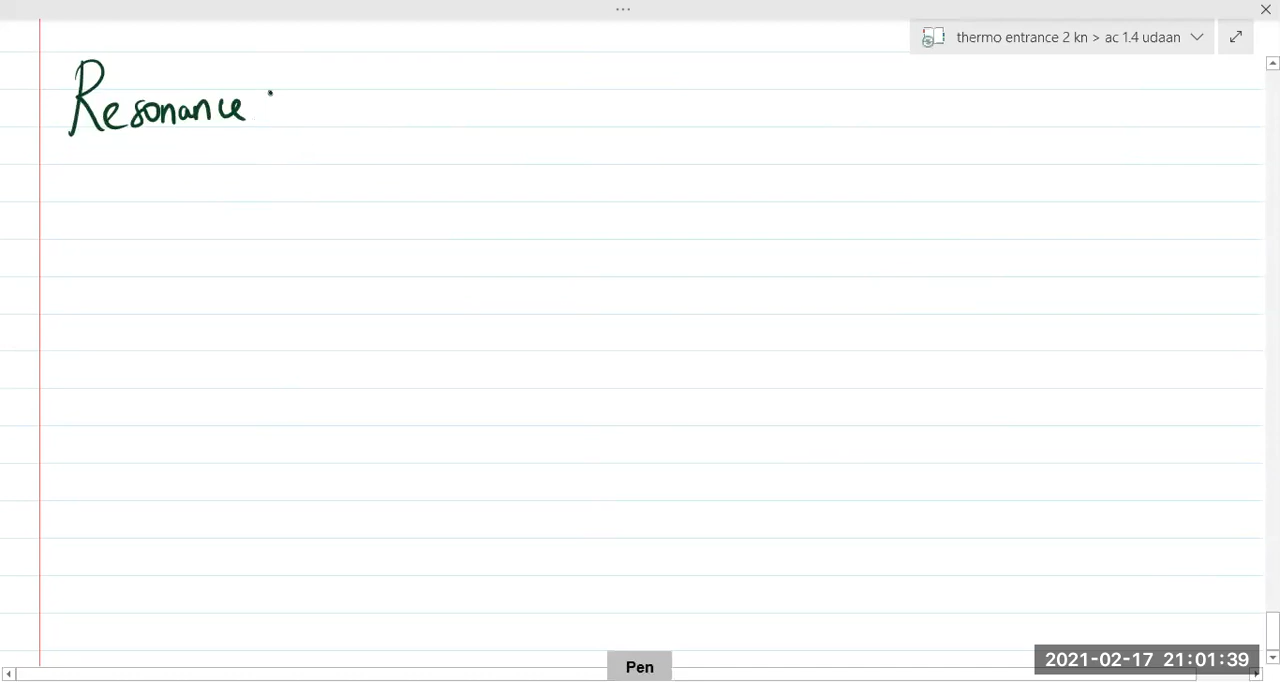 ...
thermo entrance 2 kn > ac 1.4 udaan
Resonance
Pen
2021-02-17 21:01:39